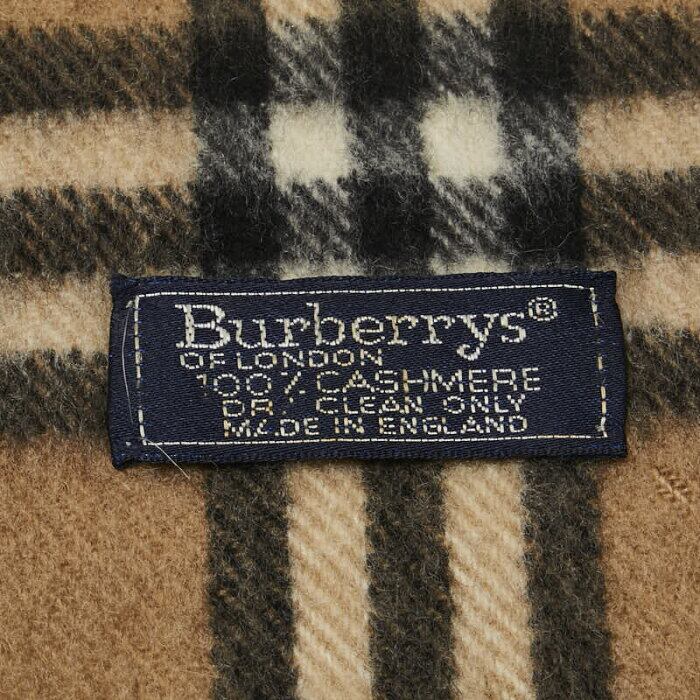 Burberrys®
OF LONDON
100% CASHMERE
DRY CLEAN ONLY
MADE IN ENGLAND